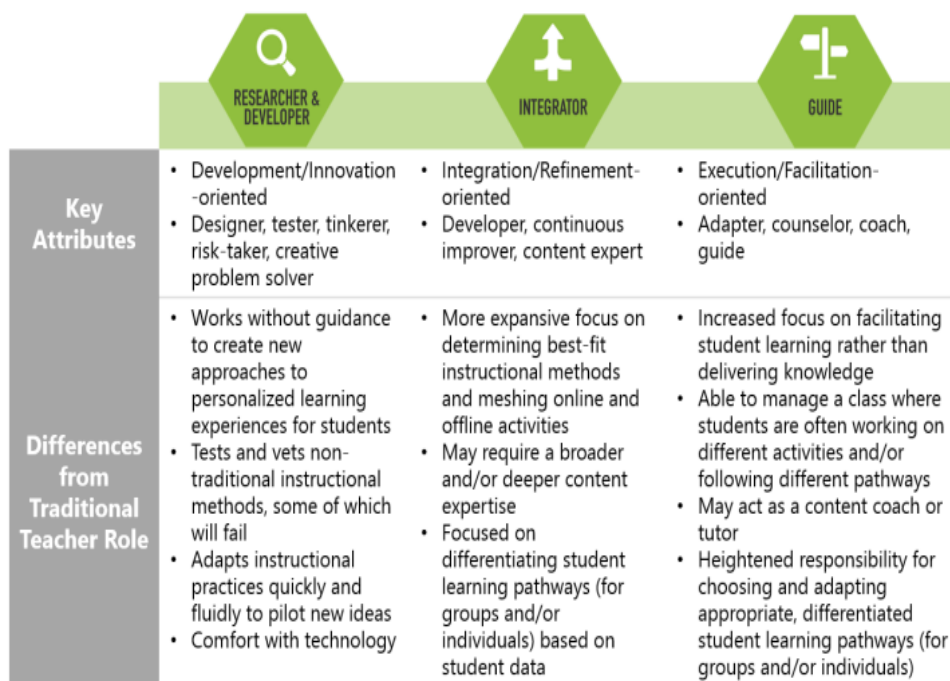 RESEARCHER &
DEVELOPER
INTEGRATOR
GUIDE
Key
Attributes
• Development/Innovation
-oriented
• Designer, tester, tinkerer,
risk-taker, creative
problem solver
• Integration/Refinement-
oriented
• Developer, continuous
improver, content expert
• Execution/Facilitation-
oriented
• Adapter, counselor, coach,
guide
Differences
from
Traditional
Teacher Role
• Works without guidance
to create new
approaches to
personalized learning
experiences for students
• Tests and vets non-
traditional instructional
methods, some of which
will fail
• Adapts instructional
practices quickly and
fluidly to pilot new ideas
• Comfort with technology
• More expansive focus on
determining best-fit
instructional methods
and meshing online and
offline activities
• May require a broader
and/or deeper content
expertise
• Focused on
differentiating student
learning pathways (for
groups and/or
individuals) based on
student data
• Increased focus on facilitating
student learning rather than
delivering knowledge
• Able to manage a class where
students are often working on
different activities and/or
following different pathways
• May act as a content coach or
tutor
• Heightened responsibility for
choosing and adapting
appropriate, differentiated
student learning pathways (for
groups and/or individuals)